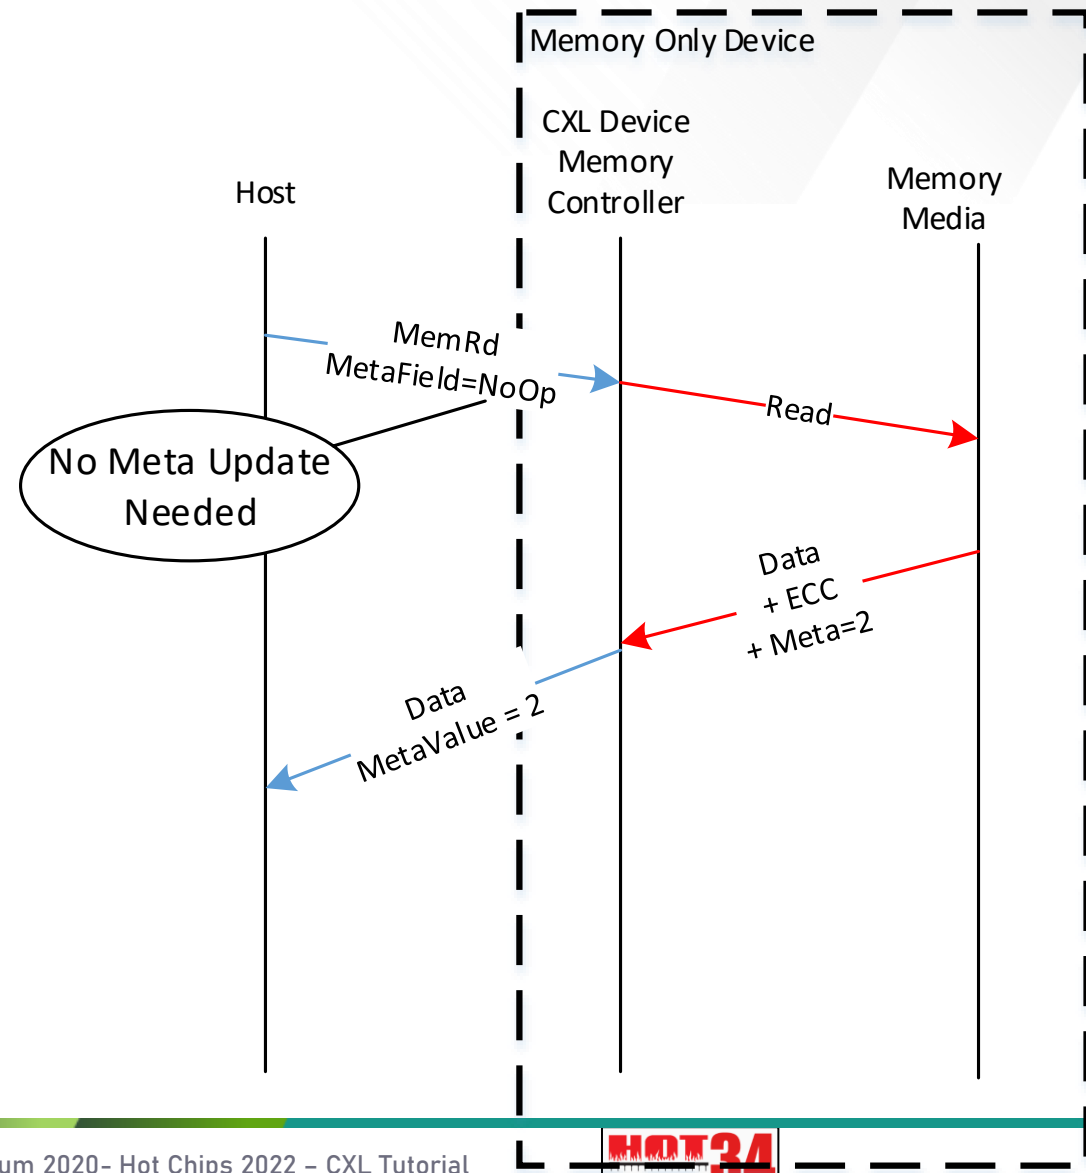 Memory Only Device
CXL Device
Memory
Controller
Memory
Media
Host
MemRd
MetaField=NoOp
Read
No Meta Update
Needed
Data
+ ECC
+ Meta=2
Data
MetaValue = 2
HOT34
2020- Hot Chips 2022 – CXL Tutorial